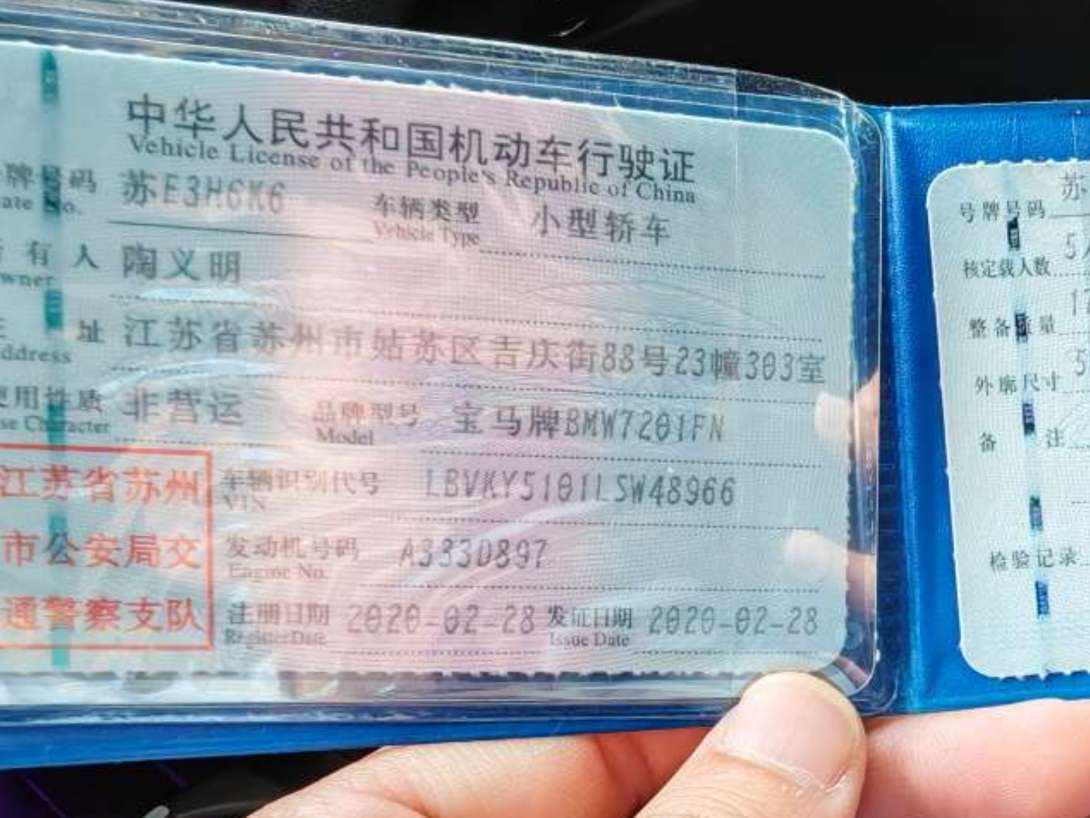 中华人民共和国机动车行驶证
Vehicle License of the People's Republic of China
牌号码 苏E3H6K6 车辆类型 小型轿车
ate No. Vehicle Type
有人 陶义明
wner
址 江苏省苏州市姑苏区吉庆街88号23幢303室
ddress
使用性质 非营运 品牌型号 宝马牌BMW7201FN
se Character Model
江苏省苏州
市公安局交
通警察支队
车辆识别代号 LBVKY5101LSW48966
VIN
发动机号码 A333D897
Engine No.
注册日期 2020-02-28 发证日期 2020-02-28
Register Date Issue Date
号牌号码 苏
核定载人数 5
整备质量 1
外廓尺寸
备注
检验记录